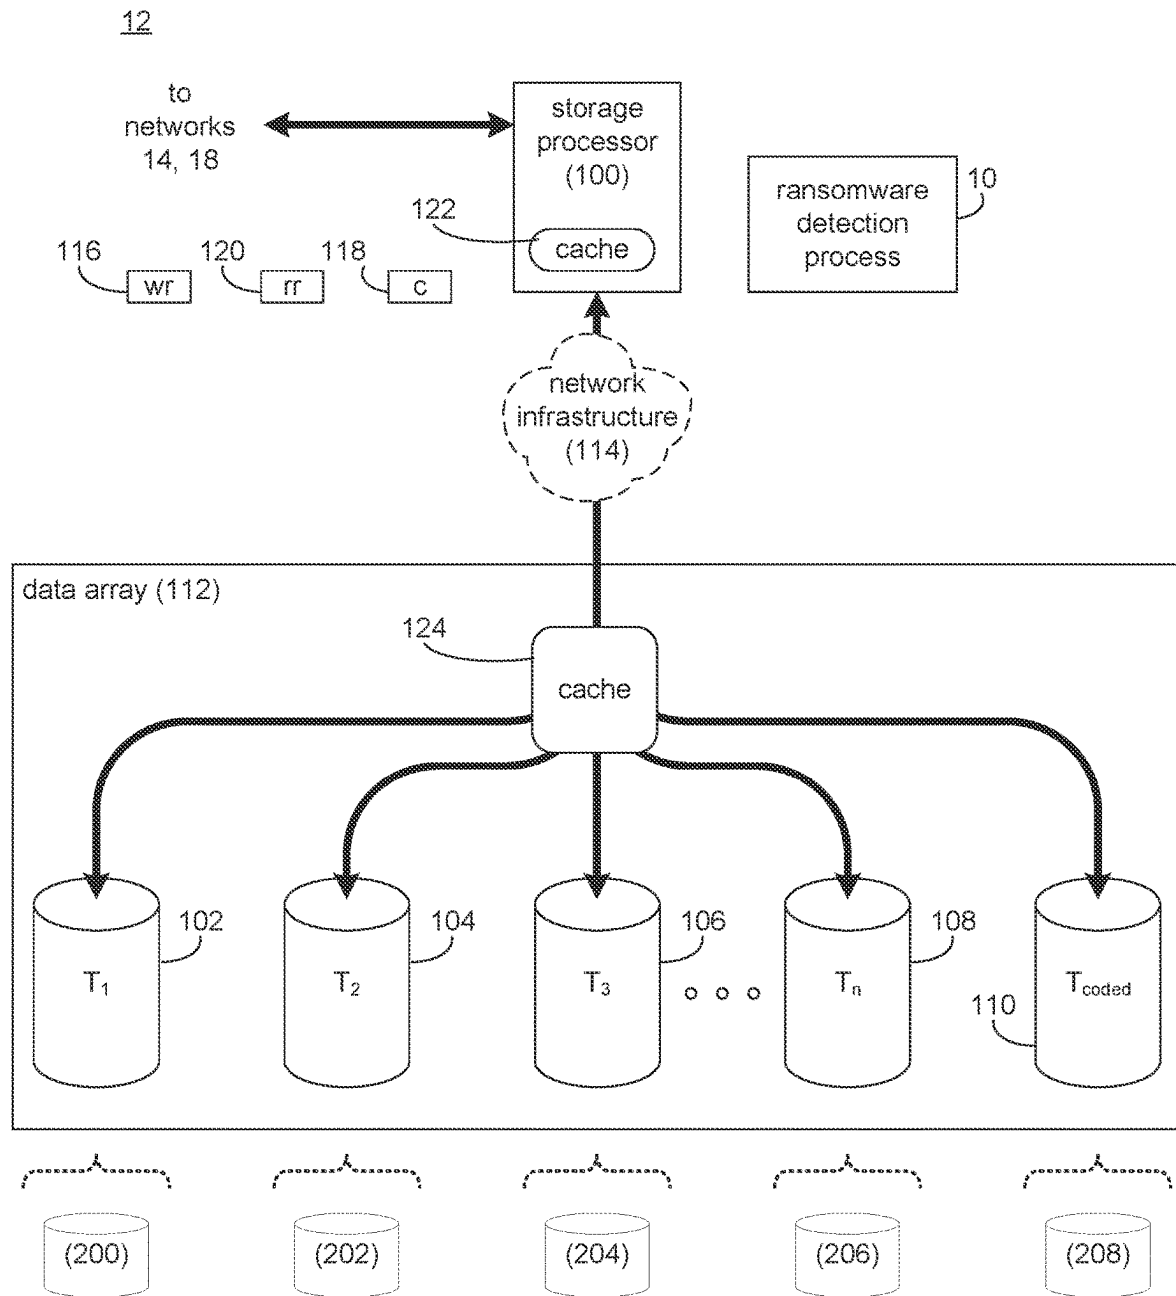 12
to
networks
14, 18
storage
processor
(100)
122
cache
ransomware
detection
process
10
116
wr
120
rr
118
c
network
infrastructure
(114)
data array (112)
124
cache
T1
102
T2
104
T3
106
Tn
108
Tcoded
110
(200)
(202)
(204)
(206)
(208)